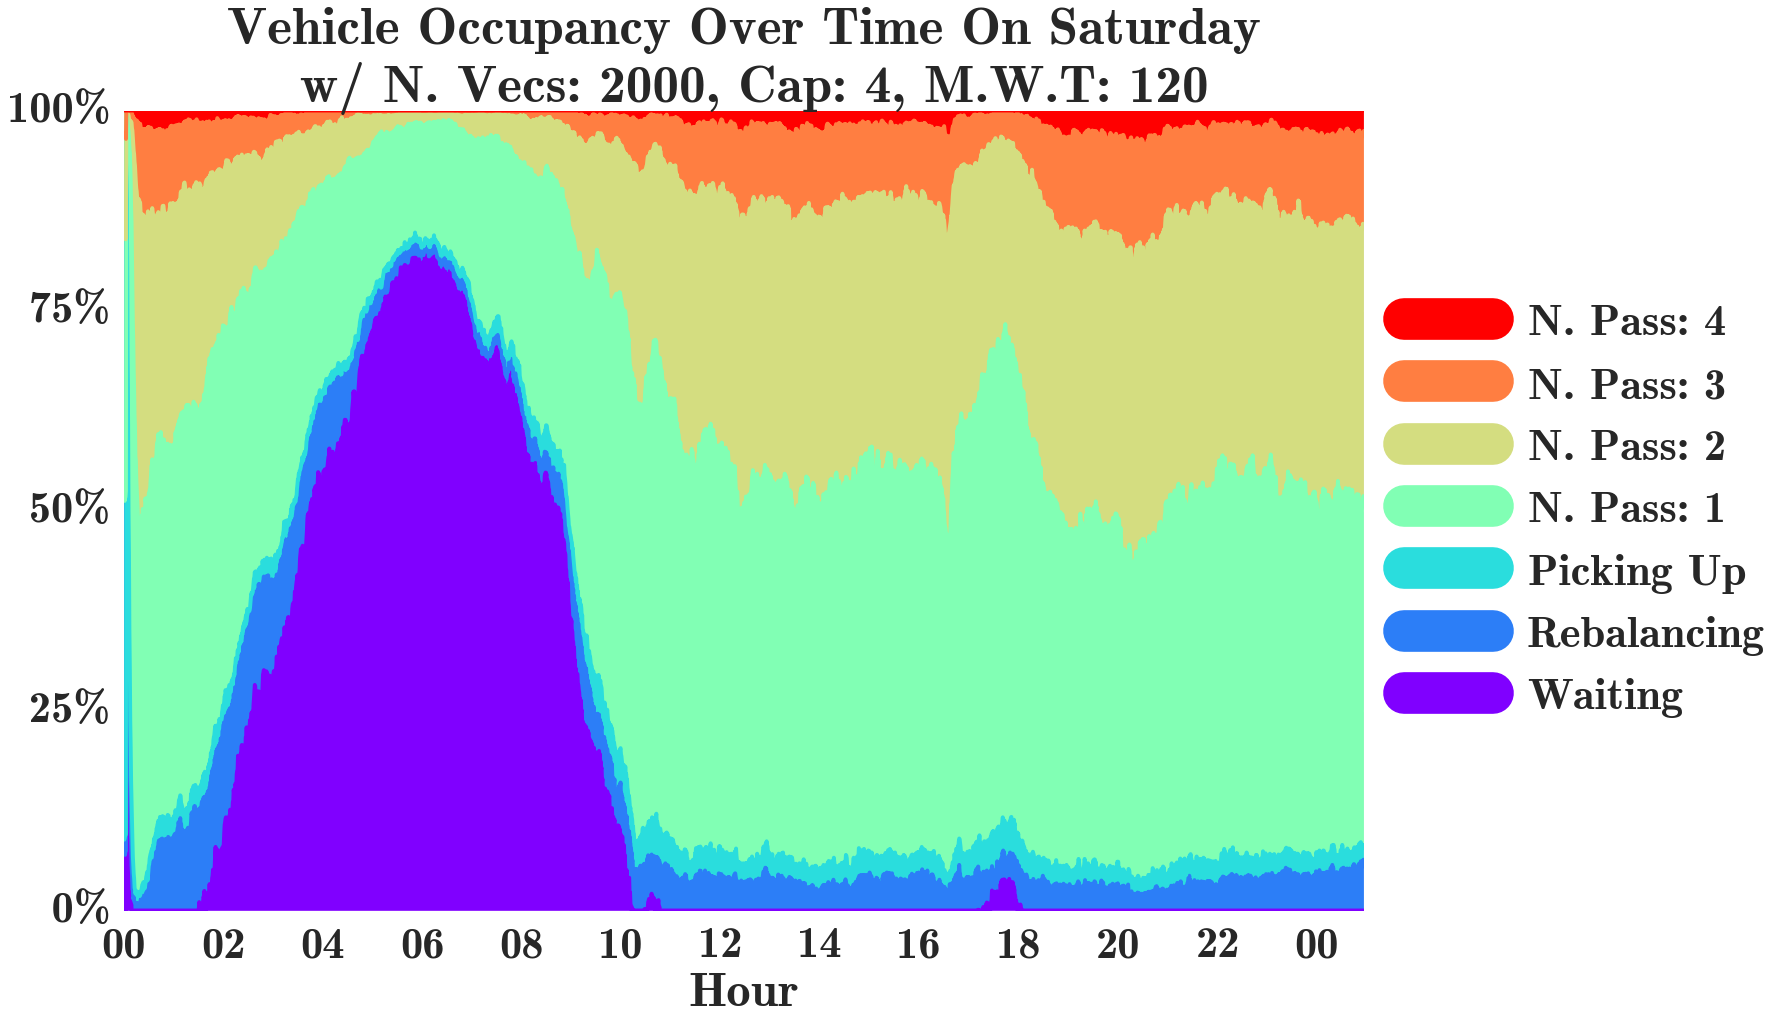 Vehicle Occupancy Over Time On Saturday
w/ N. Vecs: 2000, Cap: 4, M.W.T: 120
100%
75%
50%
25%
0%
00 02 04 06 08 10 12 14 16 18 20 22 00
Hour
N. Pass: 4
N. Pass: 3
N. Pass: 2
N. Pass: 1
Picking Up
Rebalancing
Waiting